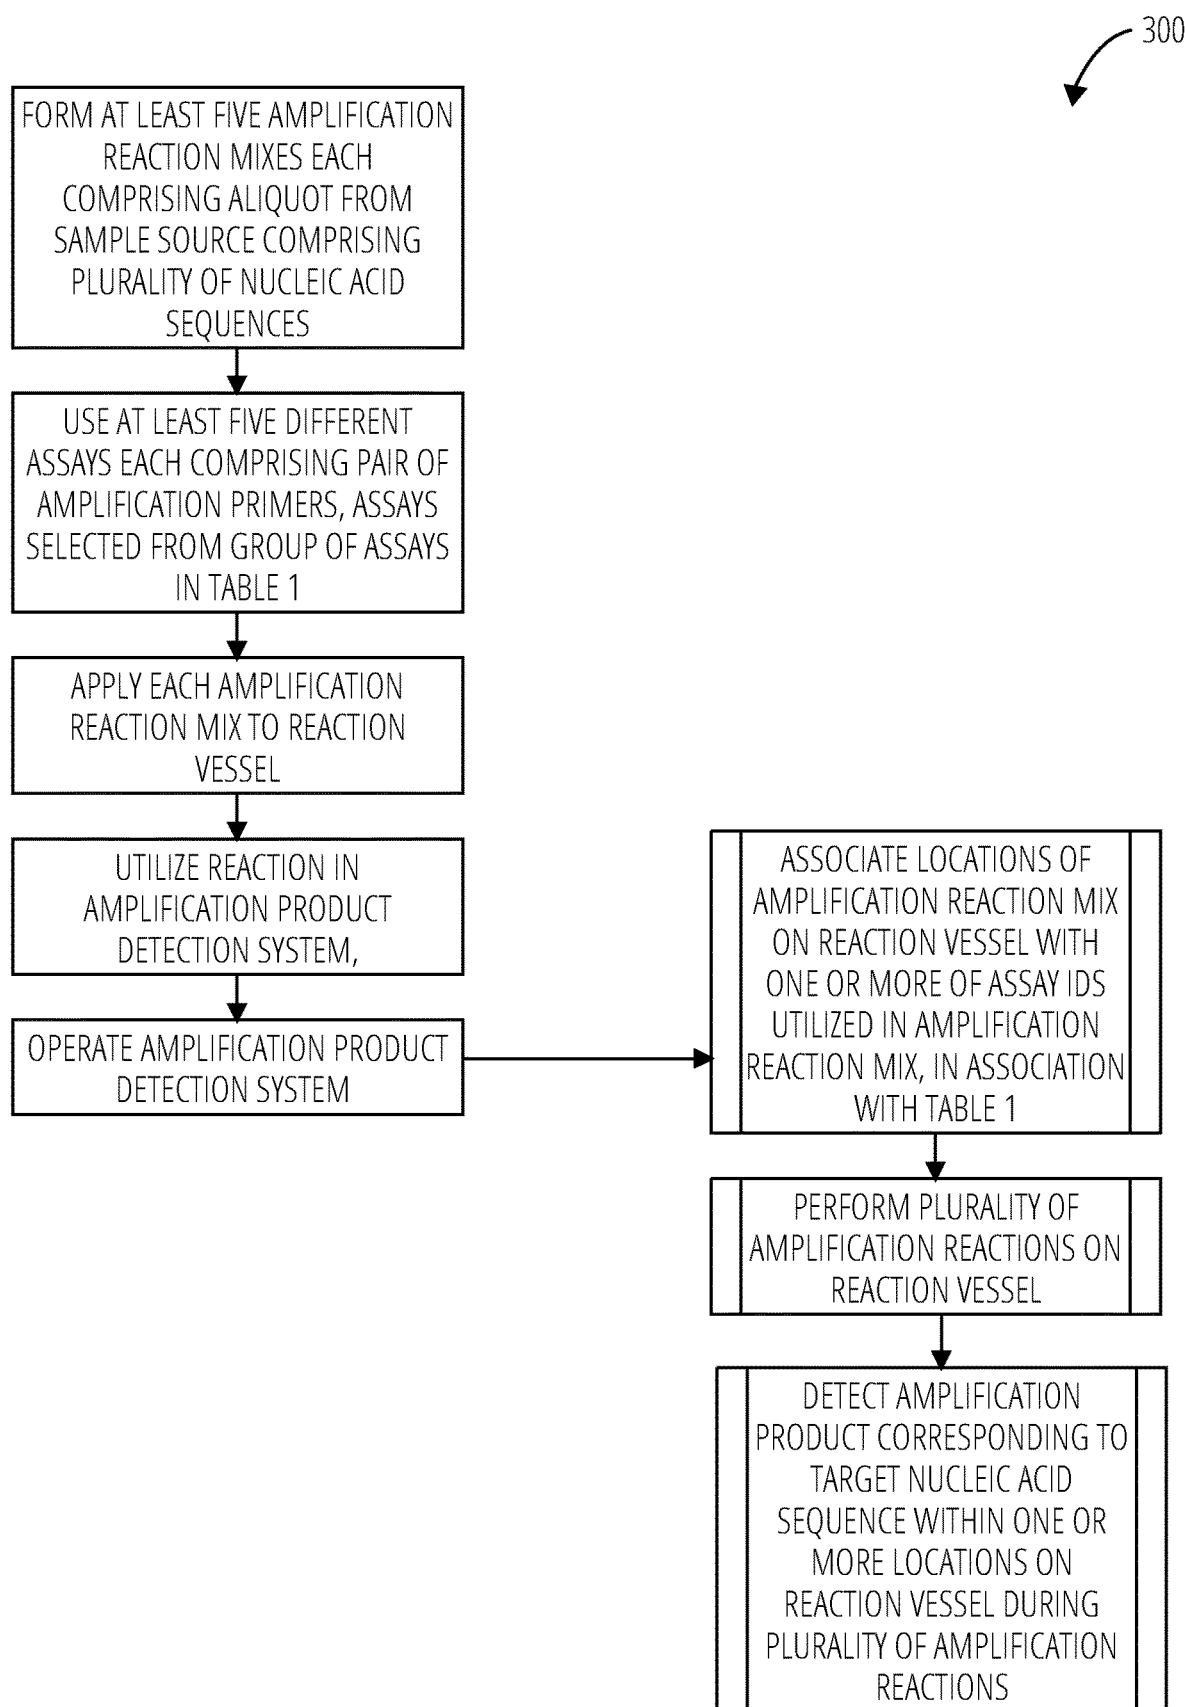 300
FORM AT LEAST FIVE AMPLIFICATION
REACTION MIXES EACH
COMPRISING ALIQUOT FROM
SAMPLE SOURCE COMPRISING
PLURALITY OF NUCLEIC ACID
SEQUENCES
USE AT LEAST FIVE DIFFERENT
ASSAYS EACH COMPRISING PAIR OF
AMPLIFICATION PRIMERS, ASSAYS
SELECTED FROM GROUP OF ASSAYS
IN TABLE 1
APPLY EACH AMPLIFICATION
REACTION MIX TO REACTION
VESSEL
UTILIZE REACTION IN
AMPLIFICATION PRODUCT
DETECTION SYSTEM,
OPERATE AMPLIFICATION PRODUCT
DETECTION SYSTEM
ASSOCIATE LOCATIONS OF
AMPLIFICATION REACTION MIX
ON REACTION VESSEL WITH
ONE OR MORE OF ASSAY IDS
UTILIZED IN AMPLIFICATION
REACTION MIX, IN ASSOCIATION
WITH TABLE 1
PERFORM PLURALITY OF
AMPLIFICATION REACTIONS ON
REACTION VESSEL
DETECT AMPLIFICATION
PRODUCT CORRESPONDING TO
TARGET NUCLEIC ACID
SEQUENCE WITHIN ONE OR
MORE LOCATIONS ON
REACTION VESSEL DURING
PLURALITY OF AMPLIFICATION
REACTIONS